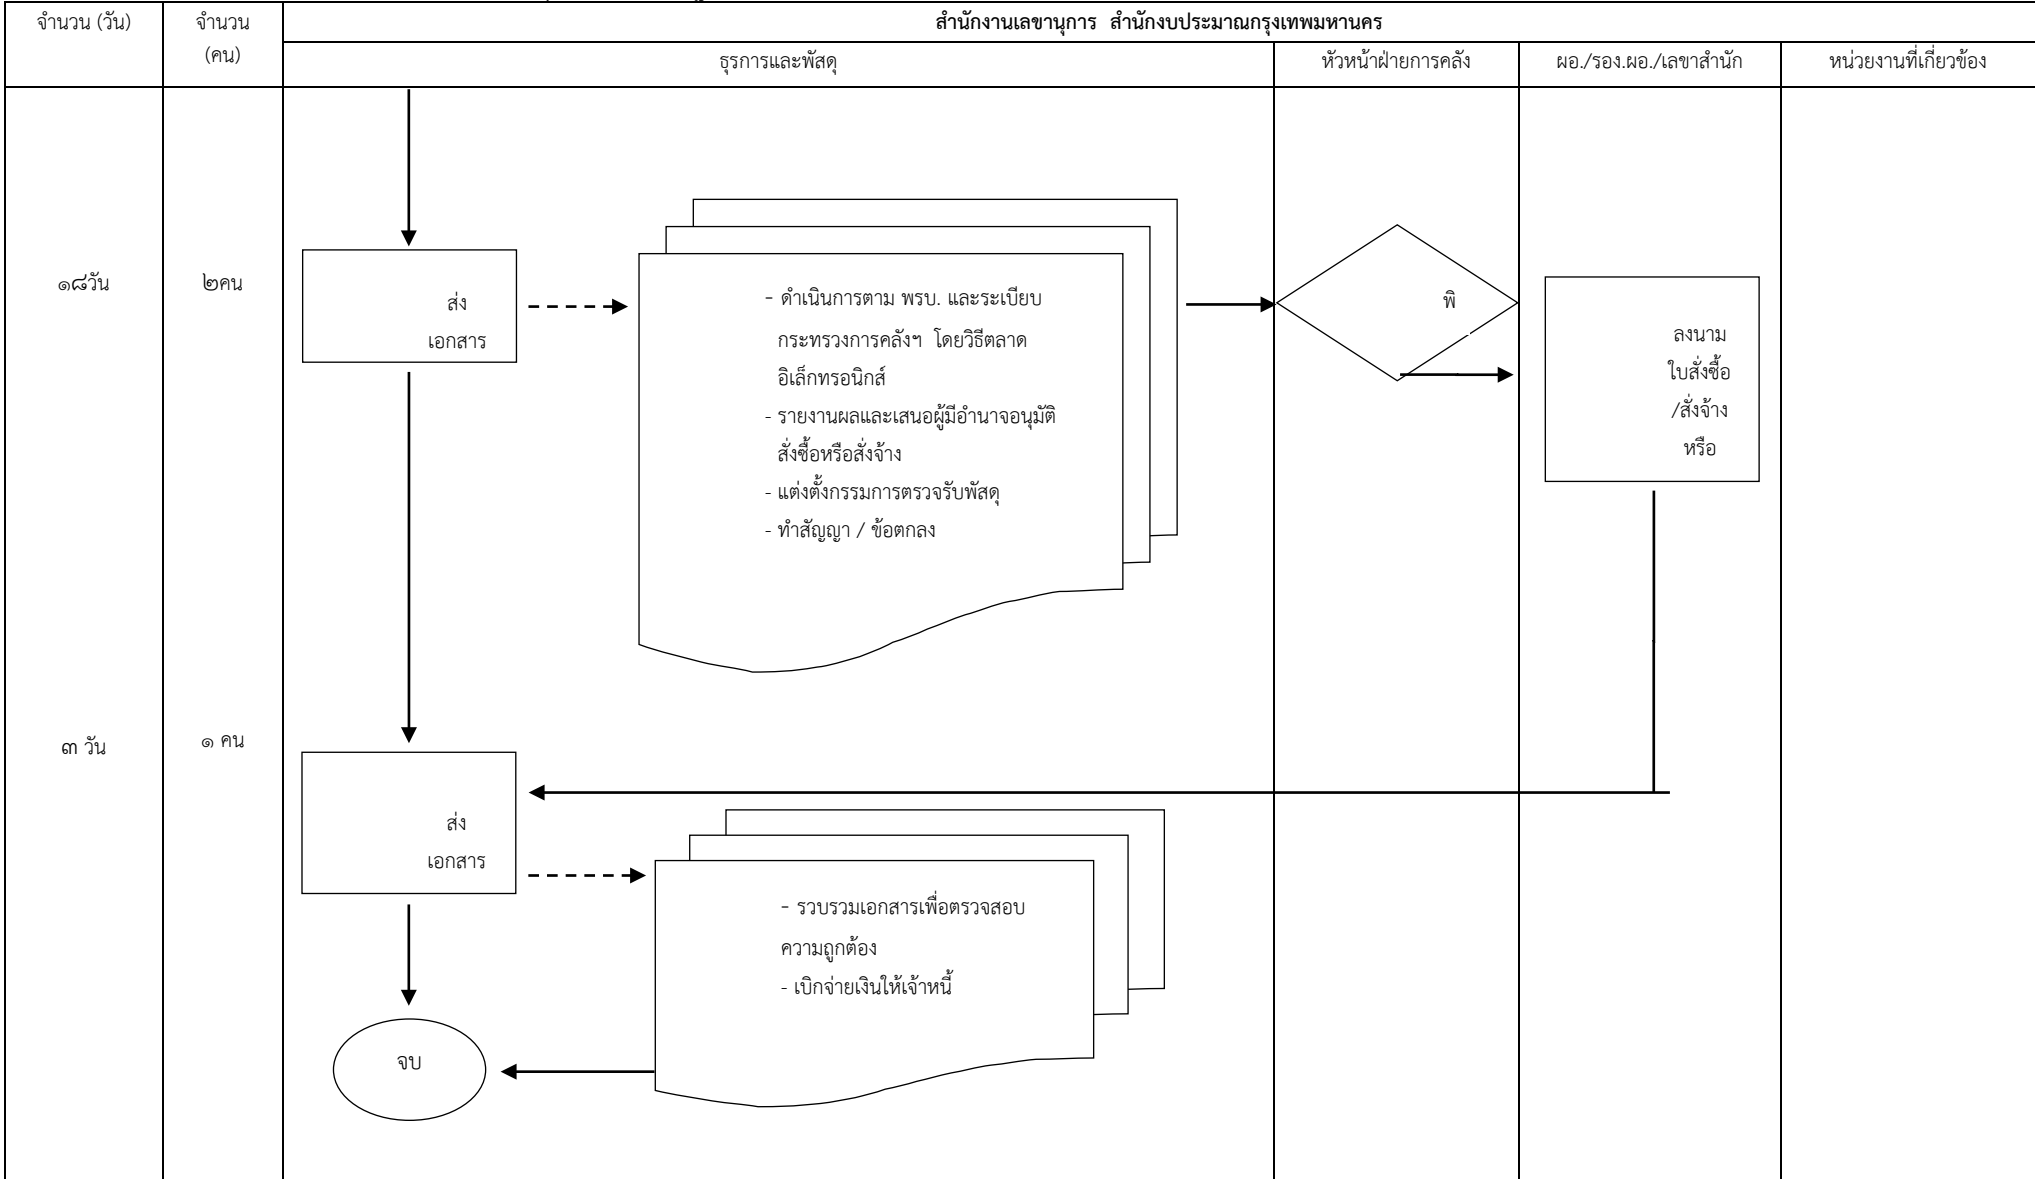 จำนวน (วัน)
จำนวน
(คน)
สำนักงานเลขานุการ สำนักงบประมาณกรุงเทพมหานคร
ธุรการและพัสดุ
หัวหน้าฝ่ายการคลัง
ผอ./รอง.ผอ./เลขาสำนัก
หน่วยงานที่เกี่ยวข้อง
๑๘วัน
๒คน
ส่ง
เอกสาร
- ดำเนินการตาม พรบ. และระเบียบ
กระทรวงการคลังฯ โดยวิธีตลาด
อิเล็กทรอนิกส์
- รายงานผลและเสนอผู้มีอำนาจอนุมัติ
สั่งซื้อหรือสั่งจ้าง
- แต่งตั้งกรรมการตรวจรับพัสดุ
- ทำสัญญา / ข้อตกลง
พิ
ลงนาม
ใบสั่งซื้อ
/สั่งจ้าง
หรือ
๓ วัน
๑ คน
ส่ง
เอกสาร
- รวบรวมเอกสารเพื่อตรวจสอบ
ความถูกต้อง
- เบิกจ่ายเงินให้เจ้าหนี้
จบ